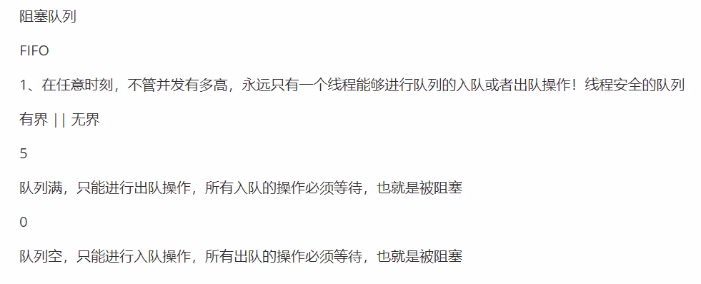 阻塞队列
FIFO
1、在任意时刻，不管并发有多高，永远只有一个线程能够进行队列的入队或者出队操作！线程安全的队列
有界 || 无界
5
队列满，只能进行出队操作，所有入队的操作必须等待，也就是被阻塞
0
队列空，只能进行入队操作，所有出队的操作必须等待，也就是被阻塞